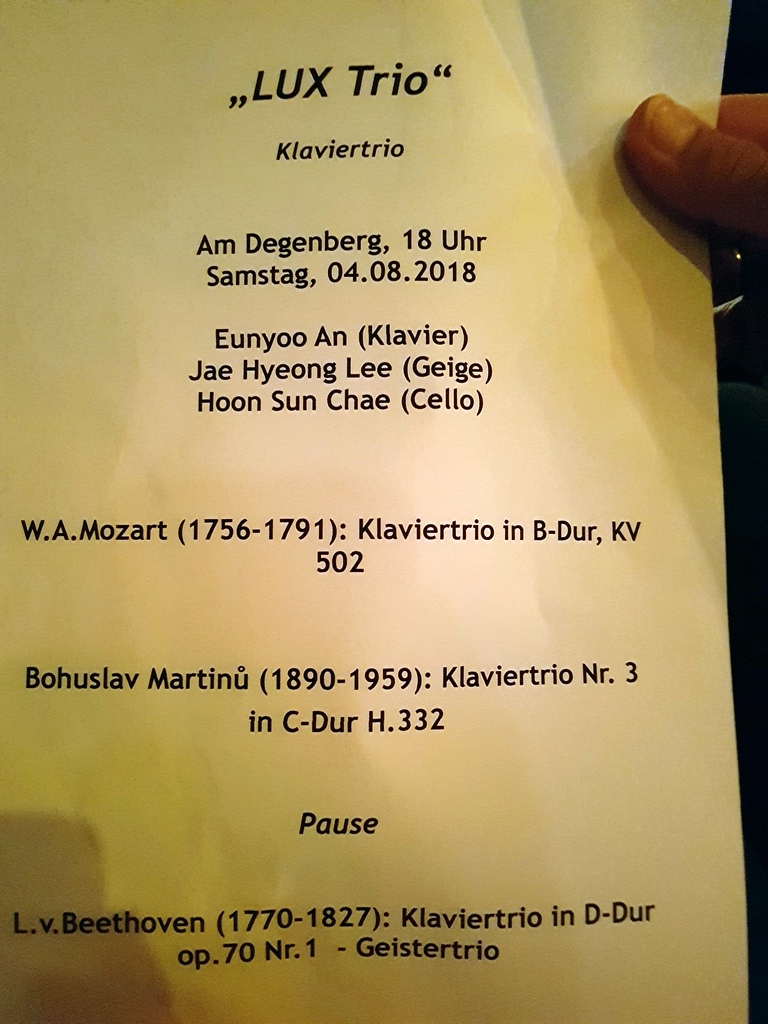 „LUX Trio“
Klaviertrio
Am Degenberg, 18 Uhr
Samstag, 04.08.2018
Eunyoo An (Klavier)
Jae Hyeong Lee (Geige)
Hoon Sun Chae (Cello)
W.A.Mozart (1756-1791): Klaviertrio in B-Dur, KV
502
Bohuslav Martinů (1890-1959): Klaviertrio Nr. 3
in C-Dur H.332
Pause
L.v.Beethoven (1770-1827): Klaviertrio in D-Dur
op.70 Nr.1 - Geistertrio